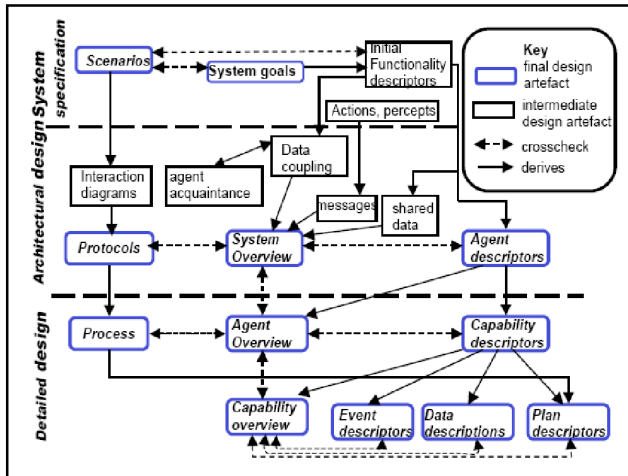 System
specification
Scenarios
System goals
Initial
Functionality
descriptors
Actions, percepts
Key
final design
artefact
intermediate
design artefact
crosscheck
derives
Architectural design
Interaction
diagrams
agent
acquaintance
Data
coupling
messages
shared
data
Protocols
System
Overview
Agent
descriptors
Detailed design
Process
Agent
Overview
Capability
descriptors
Capability
overview
Event
descriptors
Data
descriptions
Plan
descriptors